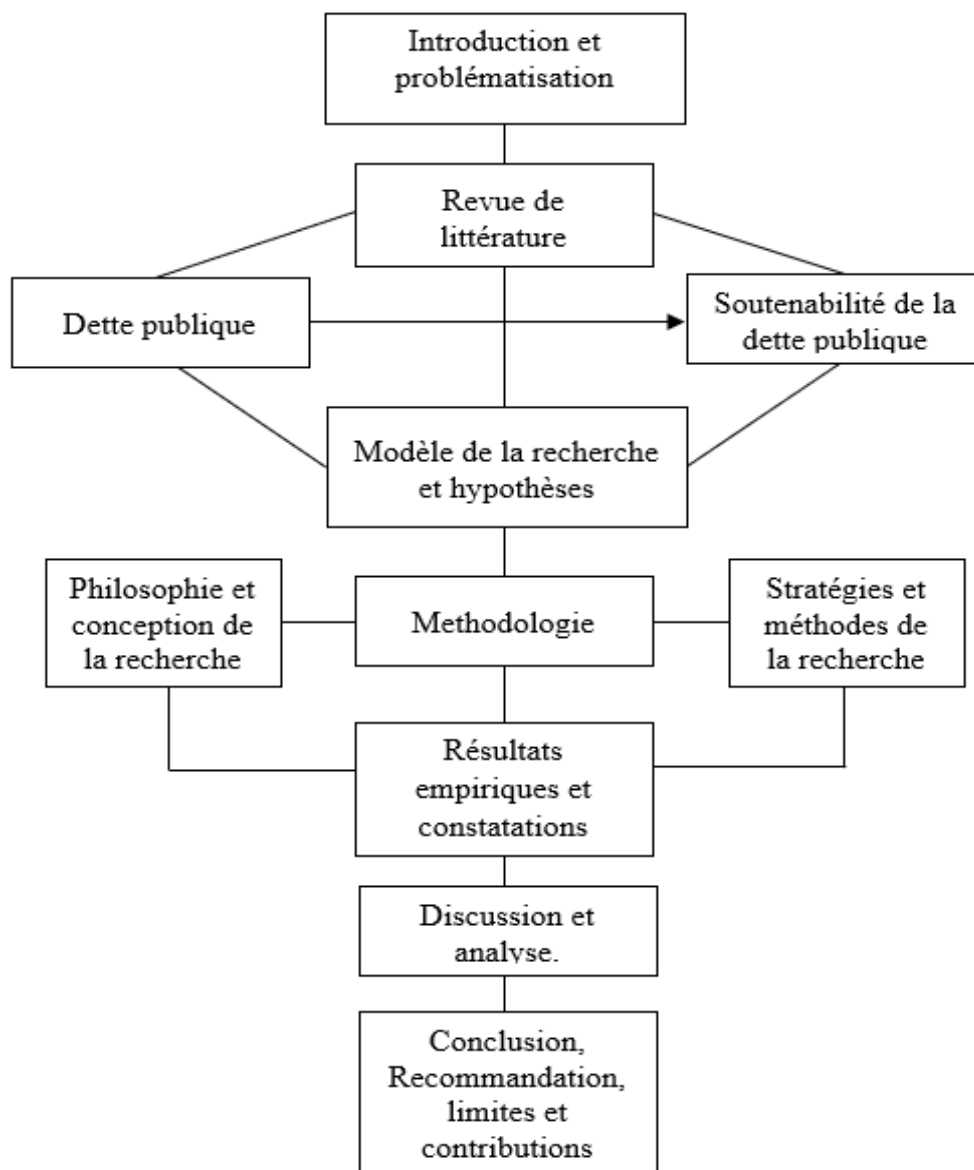 Introduction et
problématisation
Revue de
littérature
Dette publique
Soutenabilité de la
dette publique
Modèle de la recherche
et hypothèses
Philosophie et
conception de
la recherche
Methodologie
Stratégies et
méthodes de
la recherche
Résultats
empiriques et
constatations
Discussion et
analyse.
Conclusion,
Recommandation,
limites et
contributions